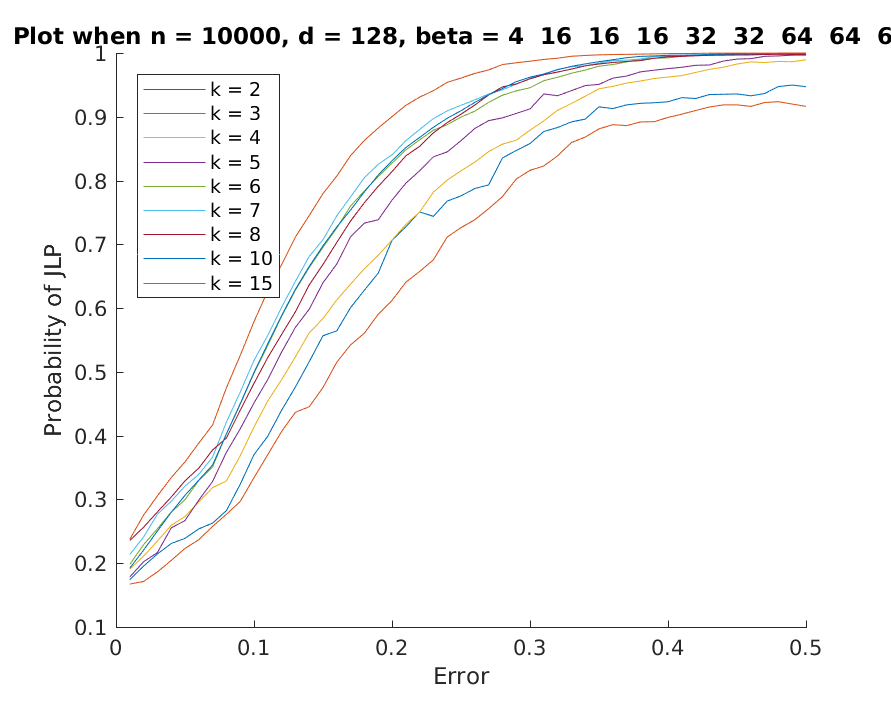 Plot when n = 10000, d = 128, beta = 4 16 16 16 32 32 64 64 6
1
0.9
0.8
0.7
0.6
0.5
0.4
0.3
0.2
0.1
Probability of JLP
k = 2
k = 3
k = 4
k = 5
k = 6
k = 7
k = 8
k = 10
k = 15
0 0.1 0.2 0.3 0.4 0.5
Error